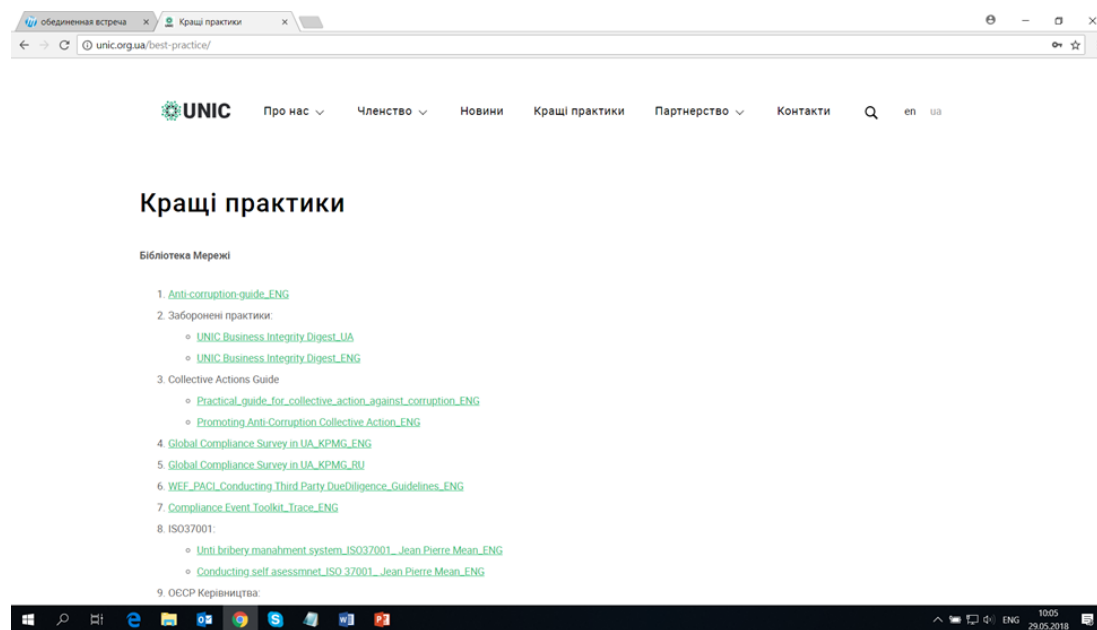 обединенная встреча
Кращі практики
unic.org.ua/best-practice/
UNIC
Про нас
Членство
Новини
Кращі практики
Партнерство
Контакти
en
ua
Кращі практики
Бібліотека Мережі
1. Anti-corruption-guide_ENG
2. Заборонені практики:
UNIC Business Integrity Digest_UA
UNIC Business Integrity Digest_ENG
3. Collective Actions Guide
Practical_guide_for_collective_action_against_corruption_ENG
Promoting Anti-Corruption Collective Action_ENG
4. Global Compliance Survey in UA_KPMG_ENG
5. Global Compliance Survey in UA_KPMG_RU
6. WEF_PACI_Conducting Third Party DueDiligence_Guidelines_ENG
7. Compliance Event Toolkit_Trace_ENG
8. ISO37001:
Unti bribery manahment system_ISO37001_ Jean Pierre Mean_ENG
Conducting self asessmnet_ISO 37001_ Jean Pierre Mean_ENG
9. ОЄСР Керівництва:
ENG
10:05
29.05.2018